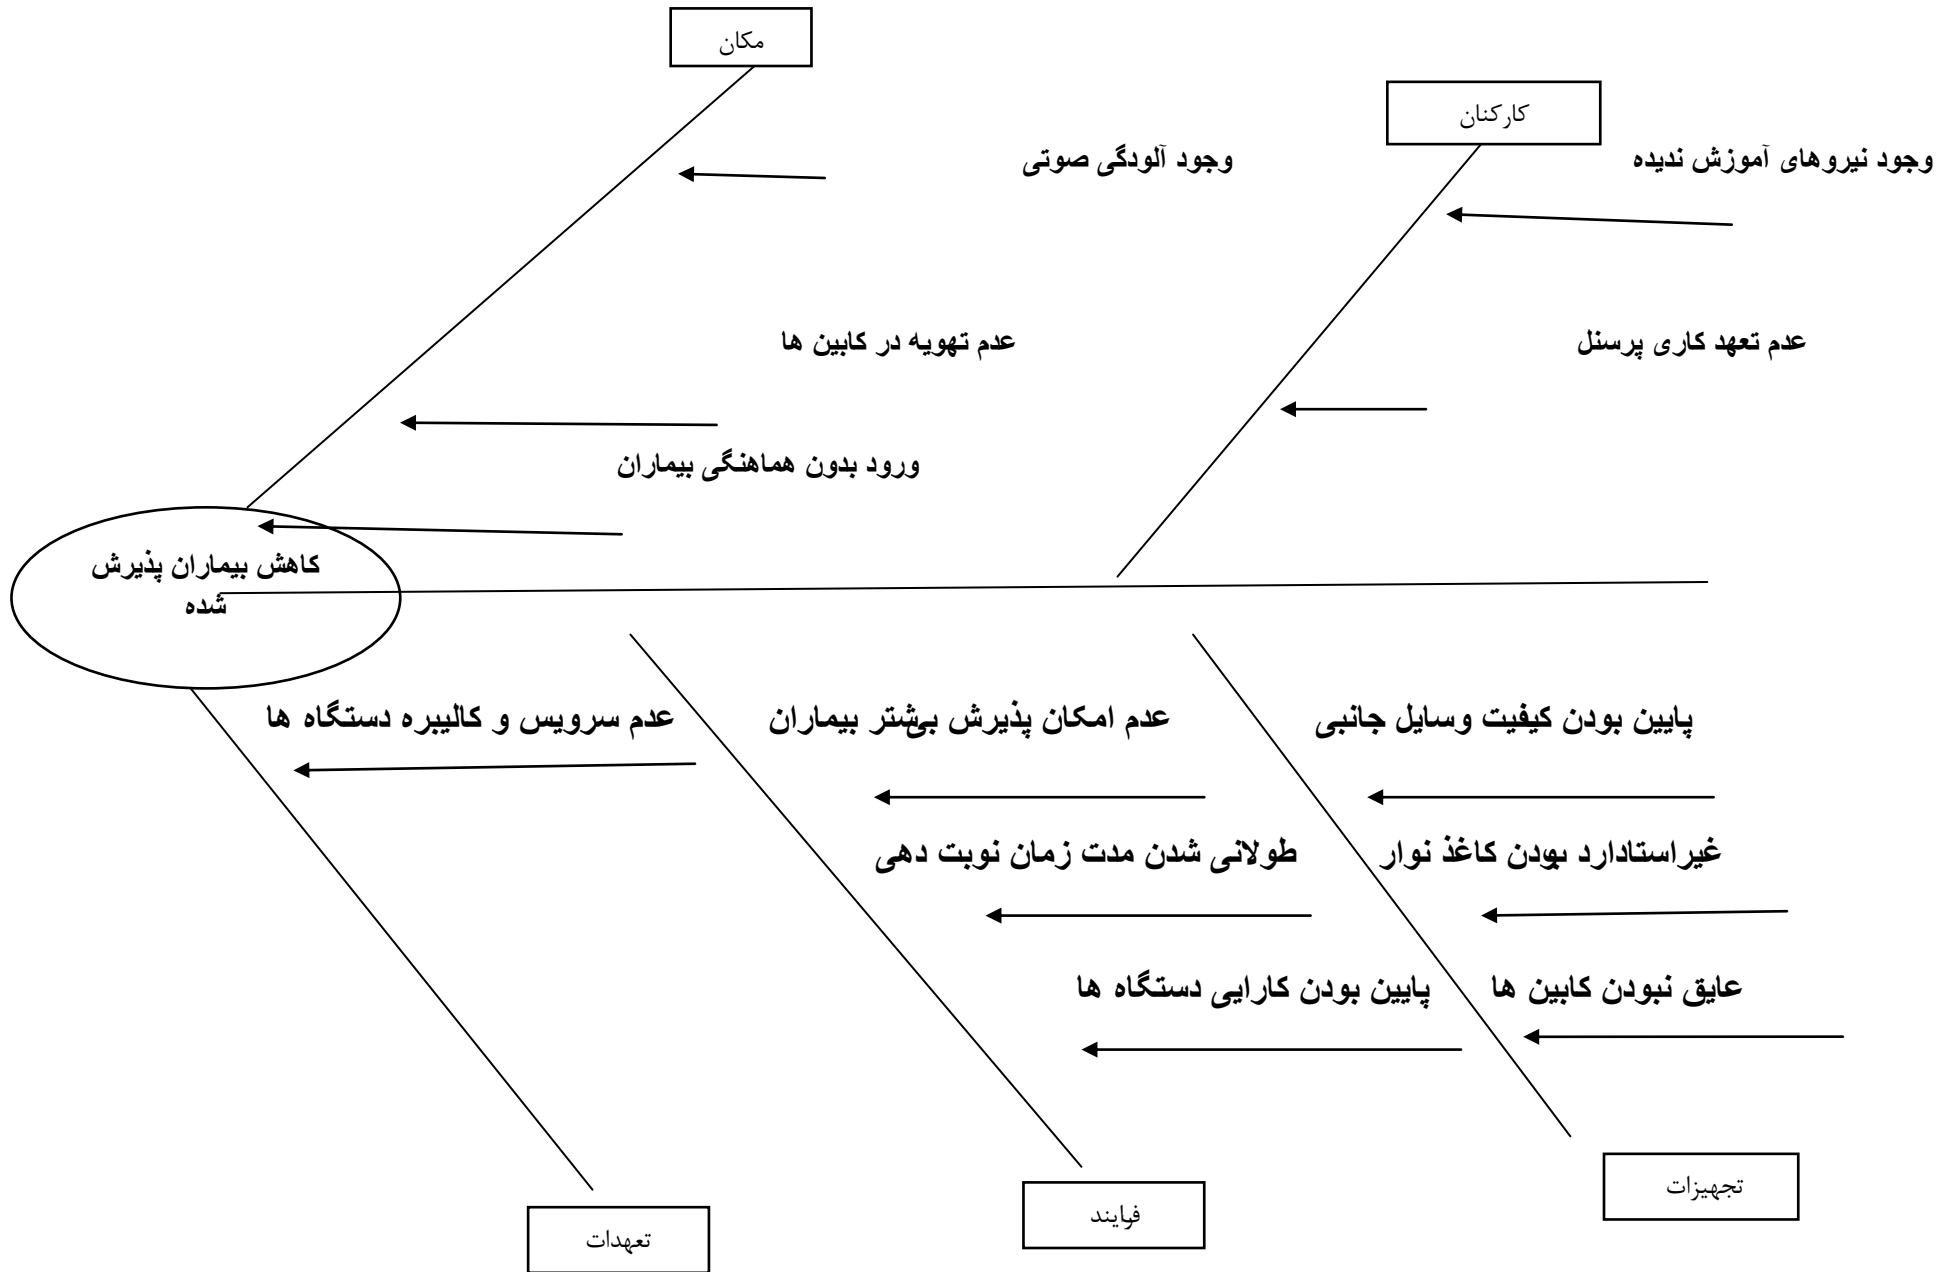 مکان
کارکنان
وجود آلودگی صوتی
وجود نیروهای آموزش ندیده
عدم تهویه در کابین ها
عدم تعهد کاری پرسنل
ورود بدون هماهنگی بیماران
کاهش بیماران پذیرش
شده
پایین بودن کیفیت وسایل جانبی
عدم امکان پذیرش بیشتر بیماران
عدم سرویس و کالیبره دستگاه ها
غیراستادارد بودن کاغذ نوار
طولانی شدن مدت زمان نوبت دهی
عایق نبودن کابین ها
پایین بودن کارایی دستگاه ها
تجهیزات
فرایند
تعهدات